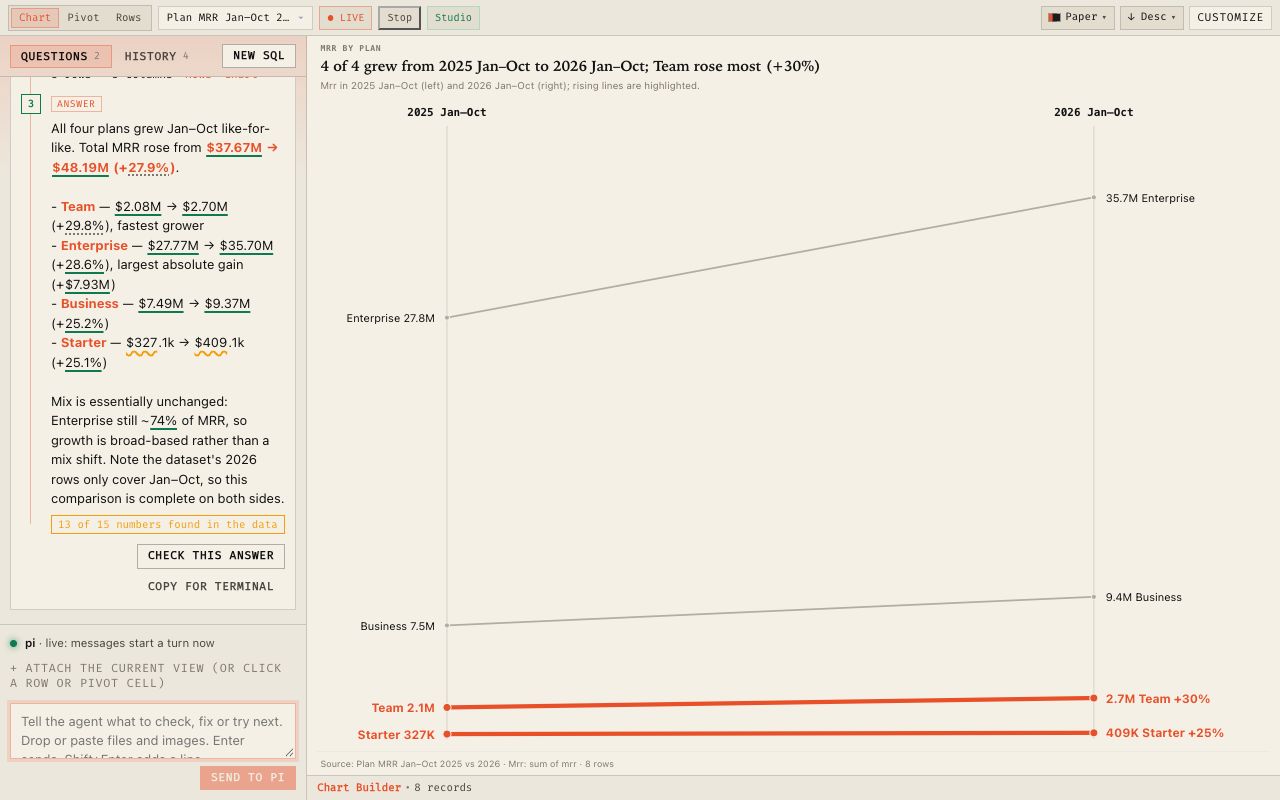 Chart Pivot Rows Plan MRR Jan–Oct 2… LIVE Stop Studio Paper Desc CUSTOMIZE
QUESTIONS 2 HISTORY 4 NEW SQL
3 ANSWER
All four plans grew Jan–Oct like-for-
like. Total MRR rose from $37.67M →
$48.19M (+27.9%).
- Team — $2.08M → $2.70M
(+29.8%), fastest grower
- Enterprise — $27.77M → $35.70M
(+28.6%), largest absolute gain
(+$7.93M)
- Business — $7.49M → $9.37M
(+25.2%)
- Starter — $327.1k → $409.1k
(+25.1%)
Mix is essentially unchanged:
Enterprise still ~74% of MRR, so
growth is broad-based rather than a
mix shift. Note the dataset's 2026
rows only cover Jan–Oct, so this
comparison is complete on both sides.
13 of 15 numbers found in the data
CHECK THIS ANSWER
COPY FOR TERMINAL
pi · live: messages start a turn now
+ ATTACH THE CURRENT VIEW (OR CLICK
A ROW OR PIVOT CELL)
Tell the agent what to check, fix or try next.
Drop or paste files and images. Enter
SEND TO PI
MRR BY PLAN
4 of 4 grew from 2025 Jan–Oct to 2026 Jan–Oct; Team rose most (+30%)
Mrr in 2025 Jan–Oct (left) and 2026 Jan–Oct (right); rising lines are highlighted.
2025 Jan–Oct 2026 Jan–Oct
35.7M Enterprise
Enterprise 27.8M
9.4M Business
Business 7.5M
2.7M Team +30%
Team 2.1M
409K Starter +25%
Starter 327K
Source: Plan MRR Jan–Oct 2025 vs 2026 · Mrr: sum of mrr · 8 rows
Chart Builder · 8 records